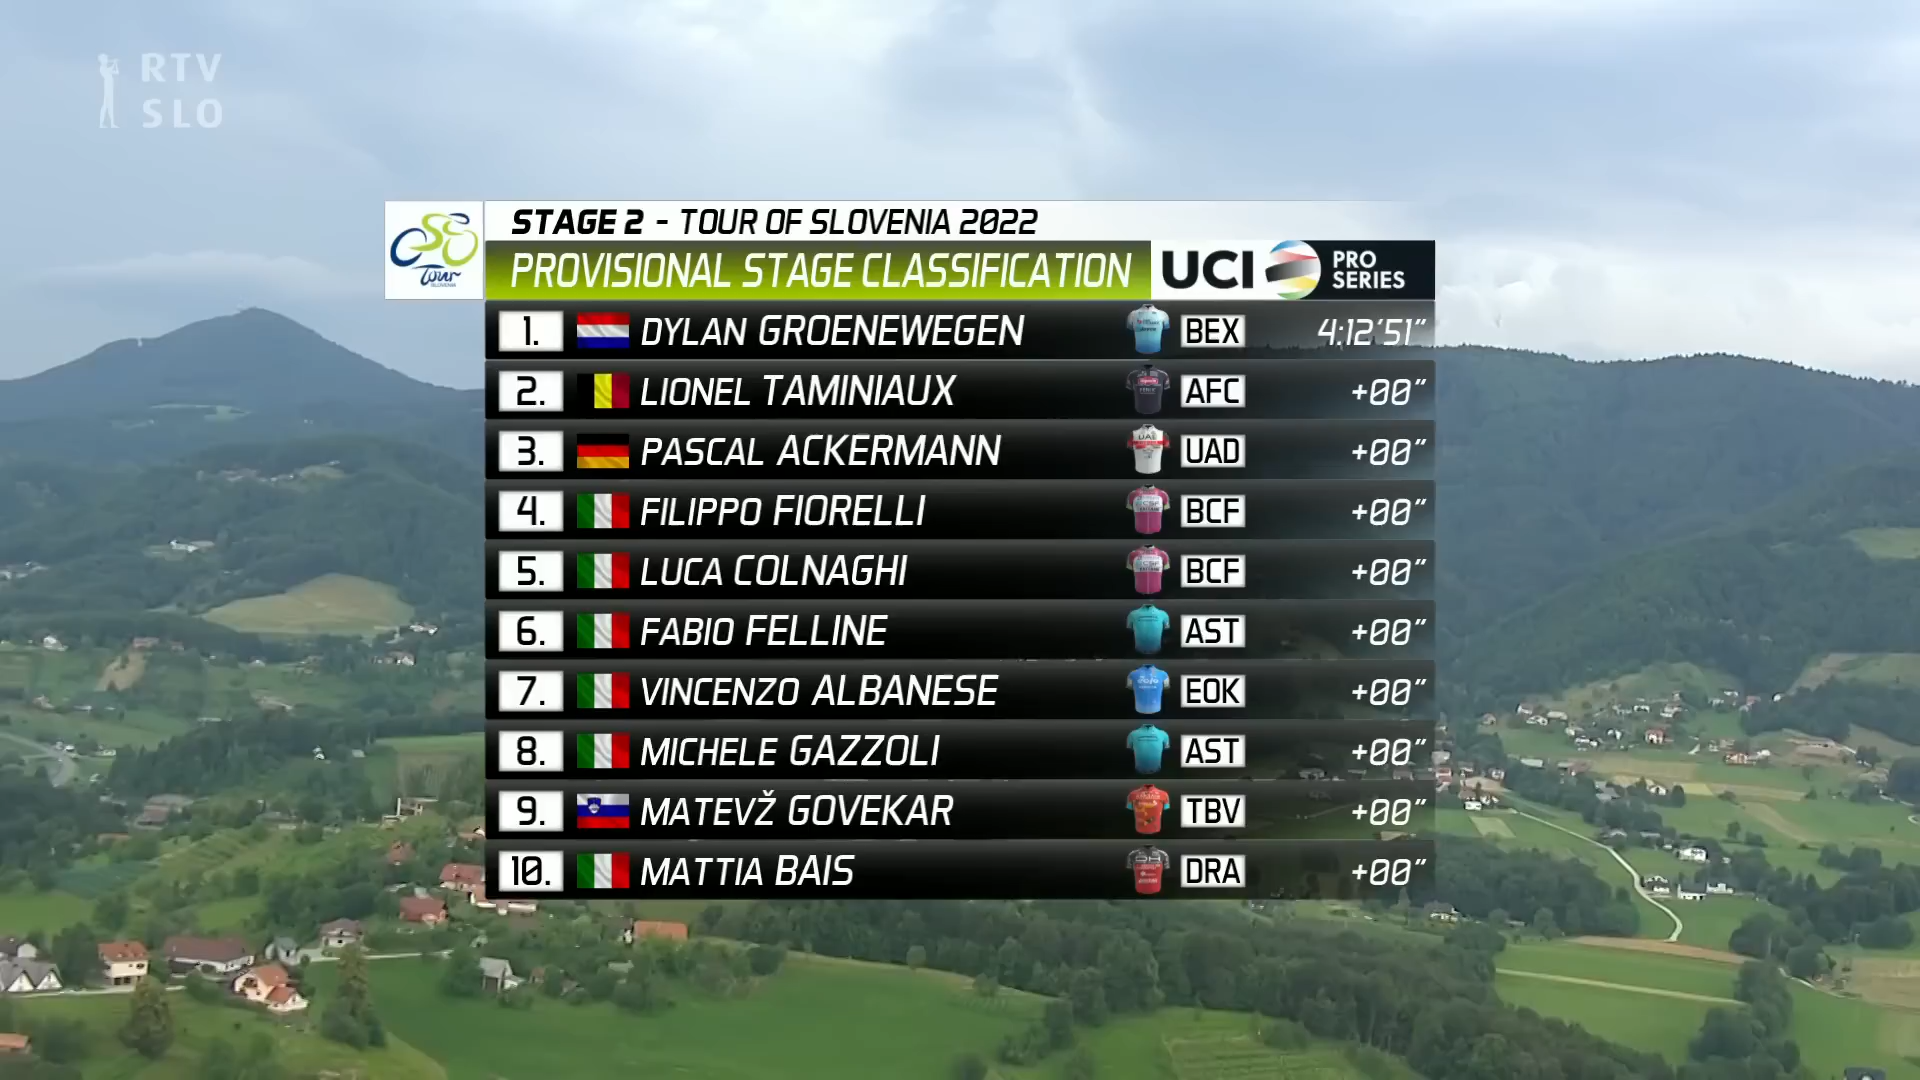 RTV
SLO
STAGE 2 - TOUR OF SLOVENIA 2022
Tour
SLOVENIA
PROVISIONAL STAGE CLASSIFICATION
UCI PRO SERIES
1. DYLAN GROENEWEGEN BEX 4:12'51"
2. LIONEL TAMINIAUX AFC +00"
3. PASCAL ACKERMANN UAD +00"
4. FILIPPO FIORELLI BCF +00"
5. LUCA COLNAGHI BCF +00"
6. FABIO FELLINE AST +00"
7. VINCENZO ALBANESE EOK +00"
8. MICHELE GAZZOLI AST +00"
9. MATEVŽ GOVEKAR TBV +00"
10. MATTIA BAIS DRA +00"